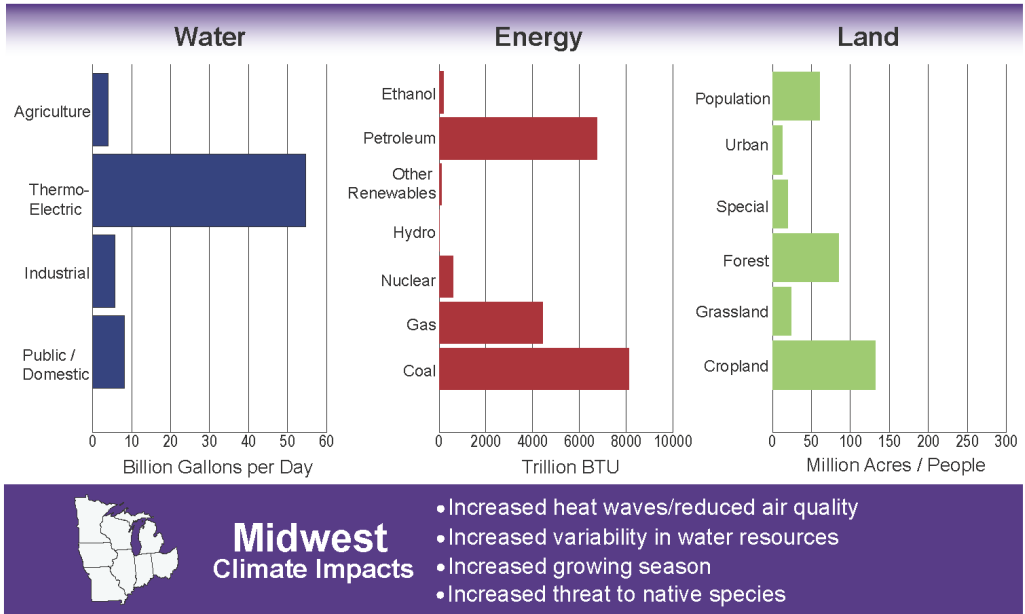 Water
Agriculture
Thermo-
Electric
Industrial
Public /
Domestic
0 10 20 30 40 50 60
Billion Gallons per Day
Energy
Ethanol
Petroleum
Other
Renewables
Hydro
Nuclear
Gas
Coal
0 2000 4000 6000 8000 10000
Trillion BTU
Land
Population
Urban
Special
Forest
Grassland
Cropland
0 50 100 150 200 250 300
Million Acres / People
Midwest
Climate Impacts
•Increased heat waves/reduced air quality
•Increased variability in water resources
•Increased growing season
•Increased threat to native species